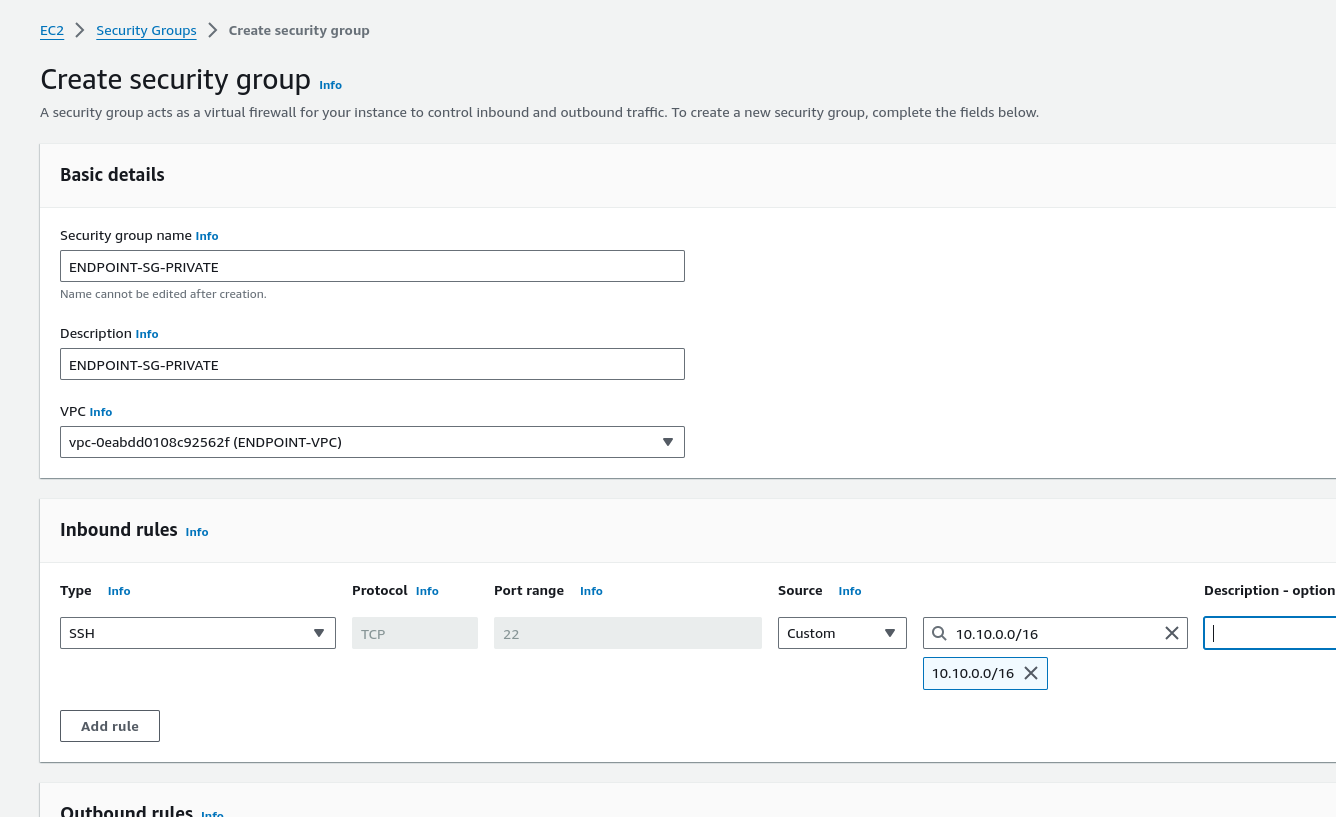 EC2 > Security Groups > Create security group
Create security group Info
A security group acts as a virtual firewall for your instance to control inbound and outbound traffic. To create a new security group, complete the fields below.
Basic details
Security group name Info
ENDPOINT-SG-PRIVATE
Name cannot be edited after creation.
Description Info
ENDPOINT-SG-PRIVATE
VPC Info
vpc-0eabdd0108c92562f (ENDPOINT-VPC)
Inbound rules Info
Type Info Protocol Info Port range Info Source Info Description - option
SSH TCP 22 Custom 10.10.0.0/16
10.10.0.0/16
Add rule
Outbound rules Info